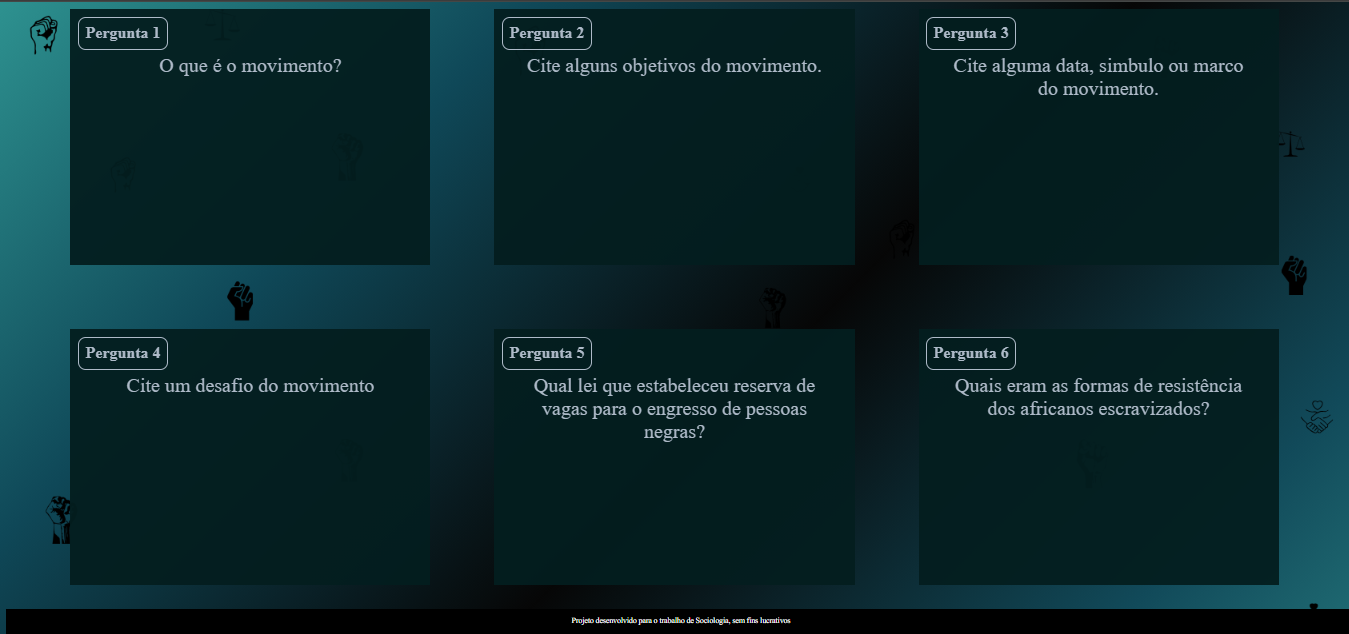 Pergunta 1
O que é o movimento?
Pergunta 2
Cite alguns objetivos do movimento.
Pergunta 3
Cite alguma data, simbulo ou marco
do movimento.
Pergunta 4
Cite um desafio do movimento
Pergunta 5
Qual lei que estabeleceu reserva de
vagas para o engresso de pessoas
negras?
Pergunta 6
Quais eram as formas de resistência
dos africanos escravizados?
Projeto desenvolvido para o trabalho de Sociologia, sem fins lucrativos